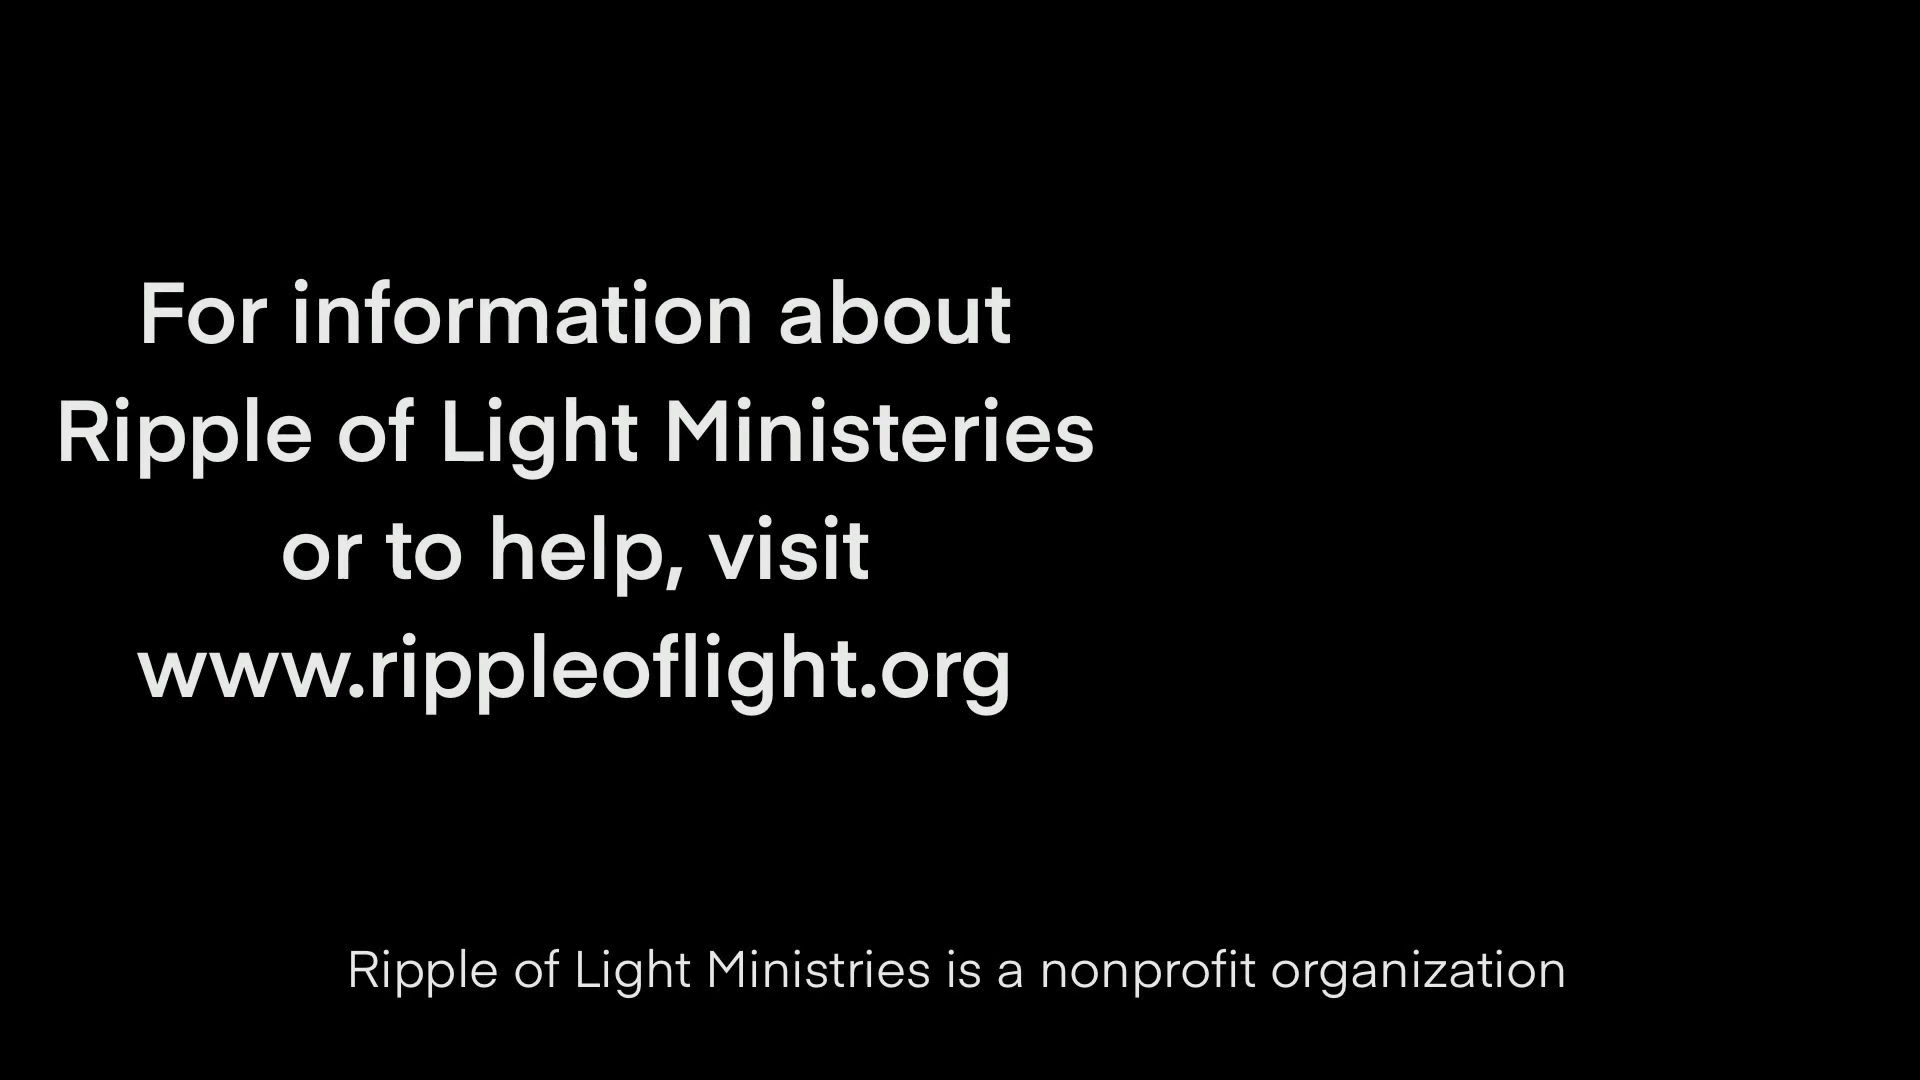 For information about
Ripple of Light Ministeries
or to help, visit
www.rippleoflight.org
Ripple of Light Ministries is a nonprofit organization